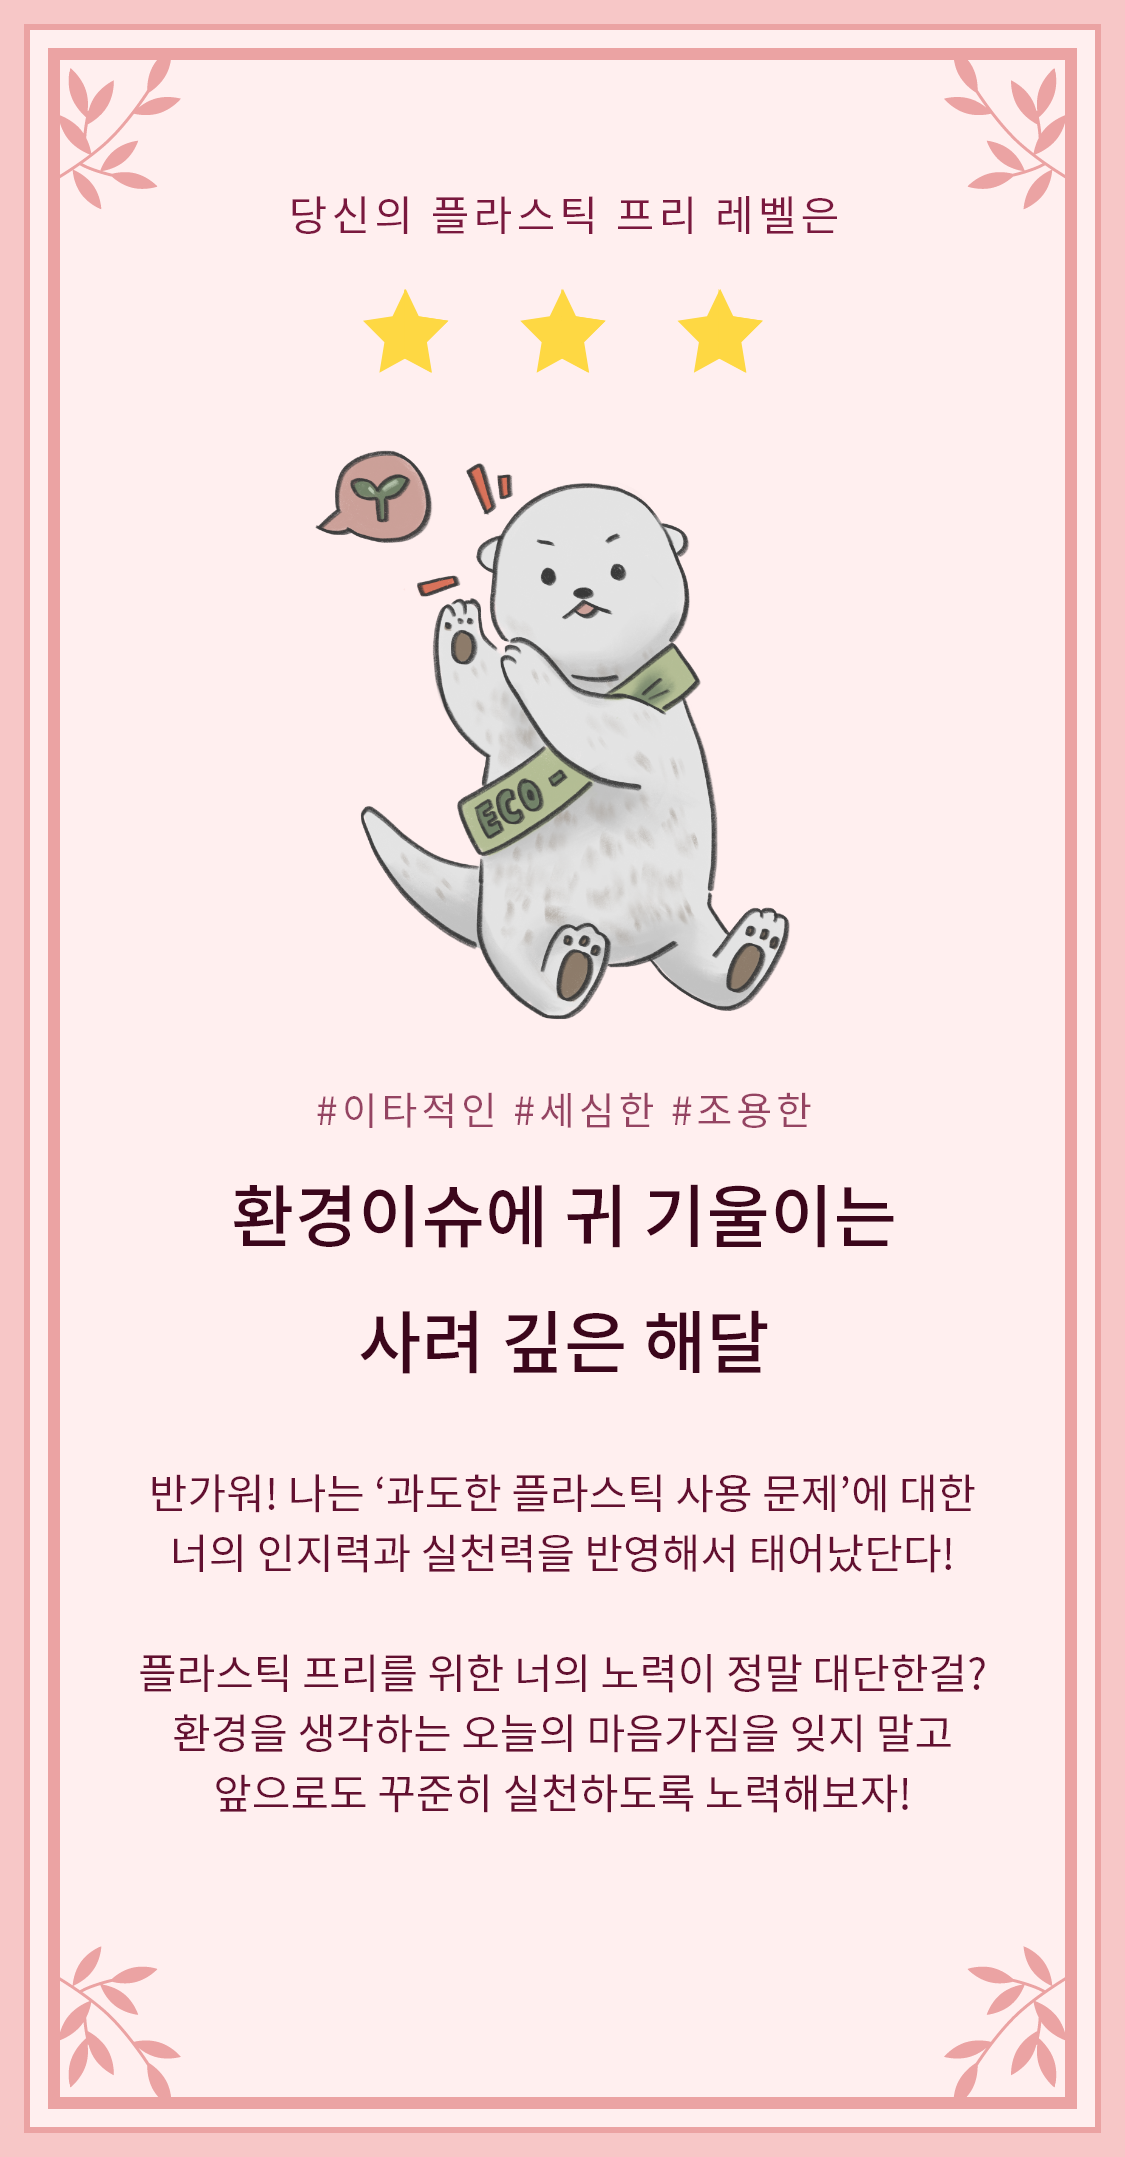 당신의 플라스틱 프리 레벨은
ECO -
#이타적인 #세심한 #조용한
환경이슈에 귀 기울이는
사려 깊은 해달
반가워! 나는 ‘과도한 플라스틱 사용 문제’에 대한
너의 인지력과 실천력을 반영해서 태어났단다!
플라스틱 프리를 위한 너의 노력이 정말 대단한걸?
환경을 생각하는 오늘의 마음가짐을 잊지 말고
앞으로도 꾸준히 실천하도록 노력해보자!